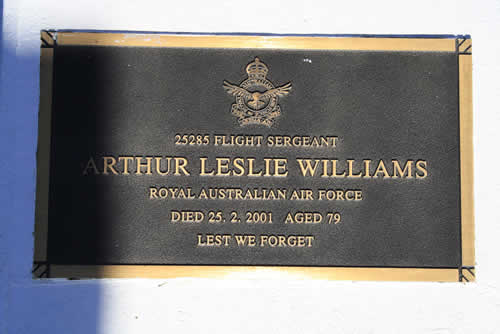 25285 FLIGHT SERGEANT
ARTHUR LESLIE WILLIAMS
ROYAL AUSTRALIAN AIR FORCE
DIED 25. 2. 2001 AGED 79
LEST WE FORGET